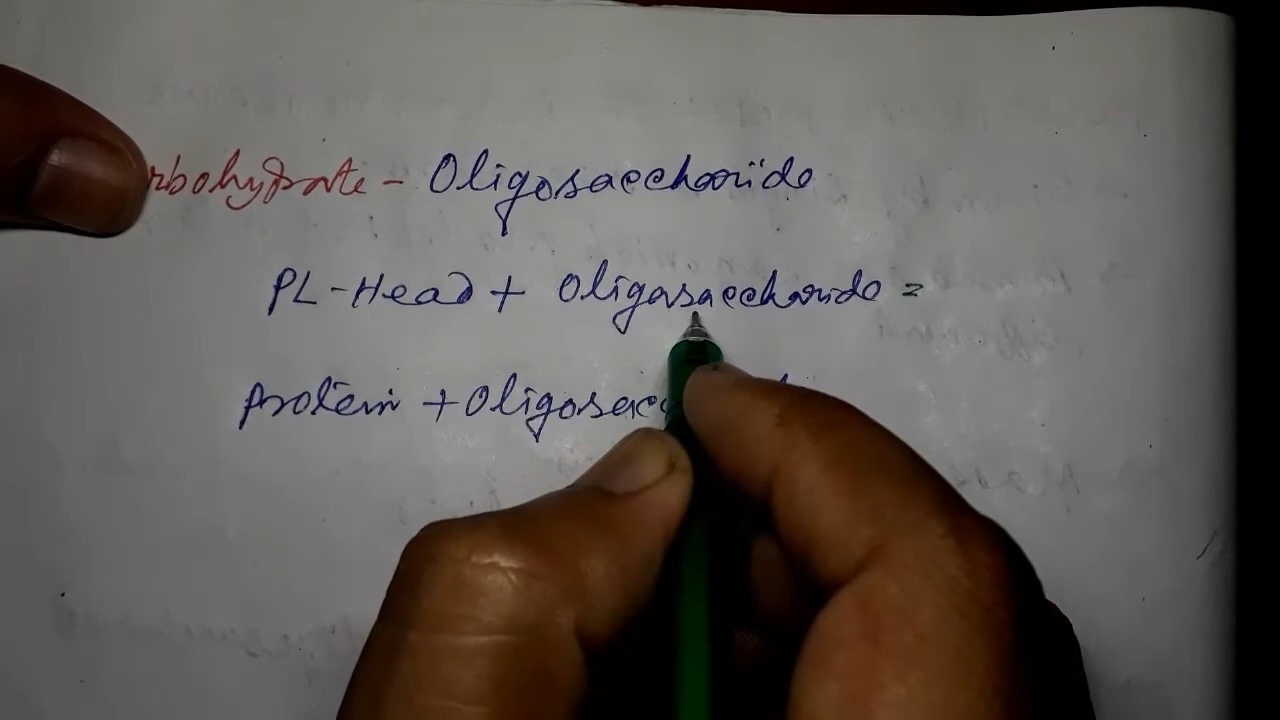 rbohydrate - Oligosaccharide
PL-Head + Oligosaccharide =
Protein + Oligosacc